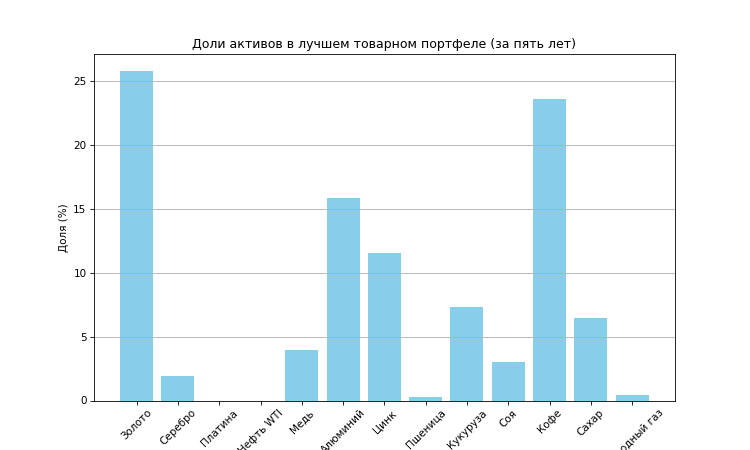 Доли активов в лучшем товарном портфеле (за пять лет)
Доля (%)
25
20
15
10
5
0
Золото
Серебро
Платина
Нефть WTI
Медь
Алюминий
Цинк
Пшеница
Кукуруза
Соя
Кофе
Сахар
одный газ